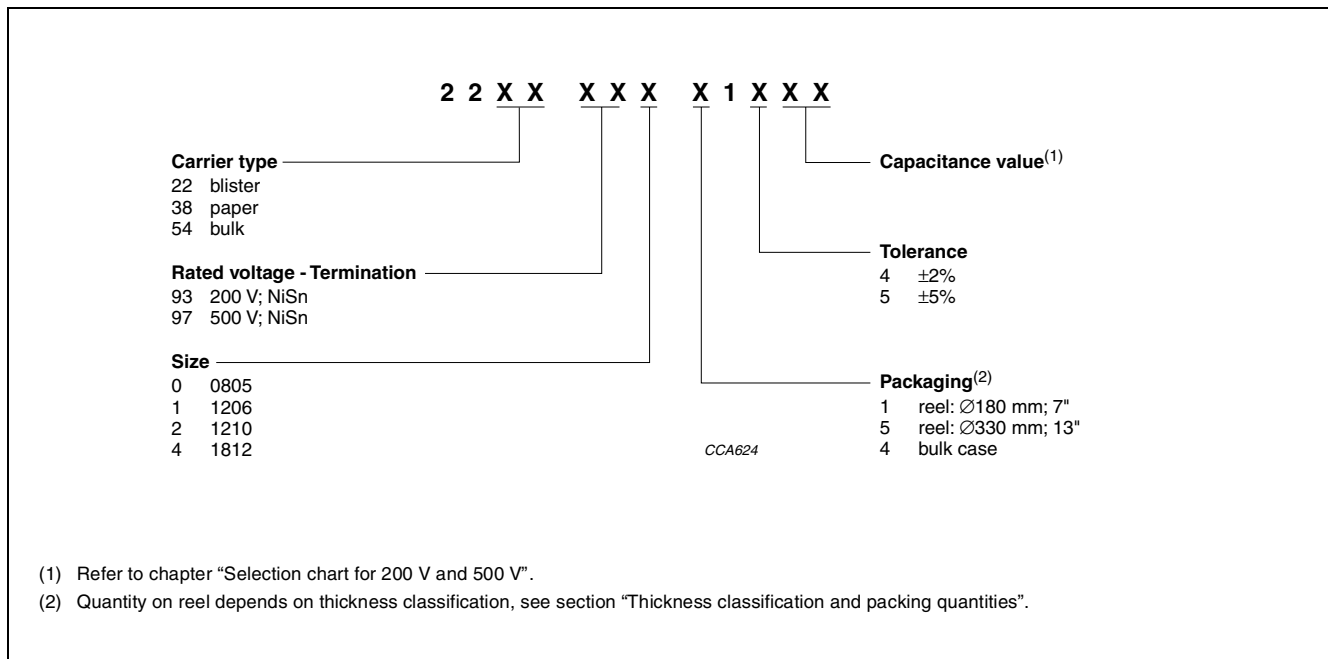 2 2 X X X X X X 1 X X X
Carrier type
22 blister
38 paper
54 bulk
Rated voltage - Termination
93 200 V; NiSn
97 500 V; NiSn
Size
0 0805
1 1206
2 1210
4 1812
Capacitance value(1)
Tolerance
4 ±2%
5 ±5%
Packaging(2)
1 reel: ∅180 mm; 7"
5 reel: ∅330 mm; 13"
4 bulk case
CCA624
(1) Refer to chapter “Selection chart for 200 V and 500 V”.
(2) Quantity on reel depends on thickness classification, see section “Thickness classification and packing quantities”.